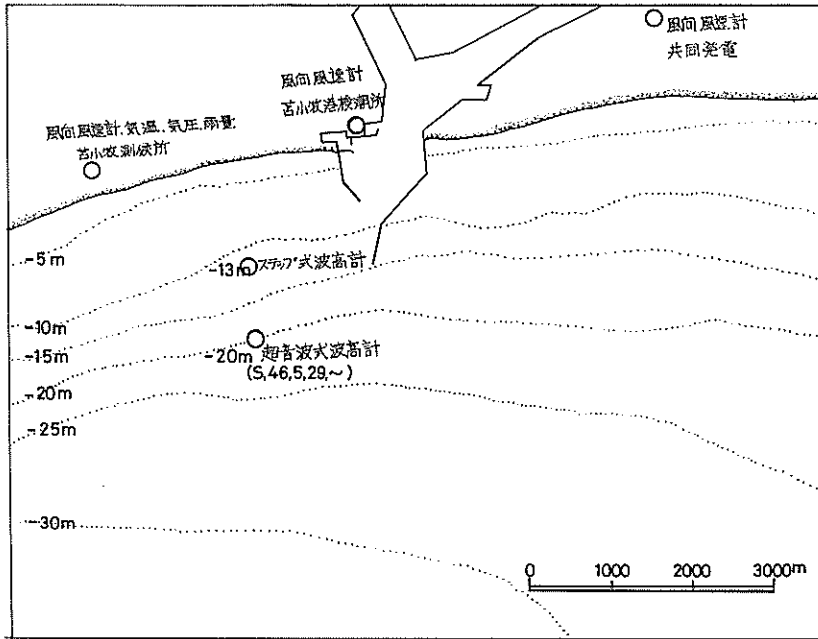 風向風速計
共同発電
風向風速計
苫小牧港検潮所
風向風速計、気温、気圧、雨量
苫小牧測候所
-5m
-13m ステップ式波高計
-10m
-15m
-20m 超音波式波高計
(S,46,5,29,～)
-20m
-25m
-30m
0 1000 2000 3000m